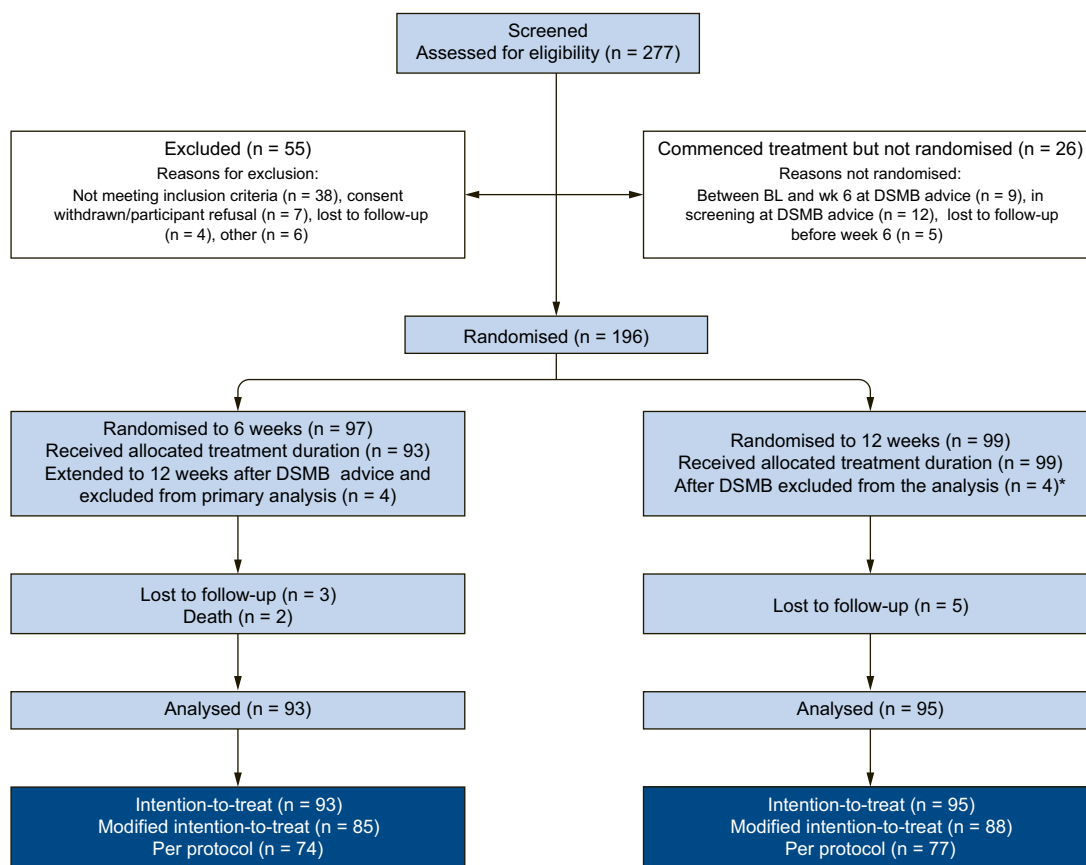 Screened
Assessed for eligibility (n = 277)
Excluded (n = 55)
Reasons for exclusion:
Not meeting inclusion criteria (n = 38), consent
withdrawn/participant refusal (n = 7), lost to follow-up
(n = 4), other (n = 6)
Commenced treatment but not randomised (n = 26)
Reasons not randomised:
Between BL and wk 6 at DSMB advice (n = 9), in
screening at DSMB advice (n = 12), lost to follow-up
before week 6 (n = 5)
Randomised (n = 196)
Randomised to 6 weeks (n = 97)
Received allocated treatment duration (n = 93)
Extended to 12 weeks after DSMB advice and
excluded from primary analysis (n = 4)
Randomised to 12 weeks (n = 99)
Received allocated treatment duration (n = 99)
After DSMB excluded from the analysis (n = 4)*
Lost to follow-up (n = 3)
Death (n = 2)
Lost to follow-up (n = 5)
Analysed (n = 93)
Analysed (n = 95)
Intention-to-treat (n = 93)
Modified intention-to-treat (n = 85)
Per protocol (n = 74)
Intention-to-treat (n = 95)
Modified intention-to-treat (n = 88)
Per protocol (n = 77)